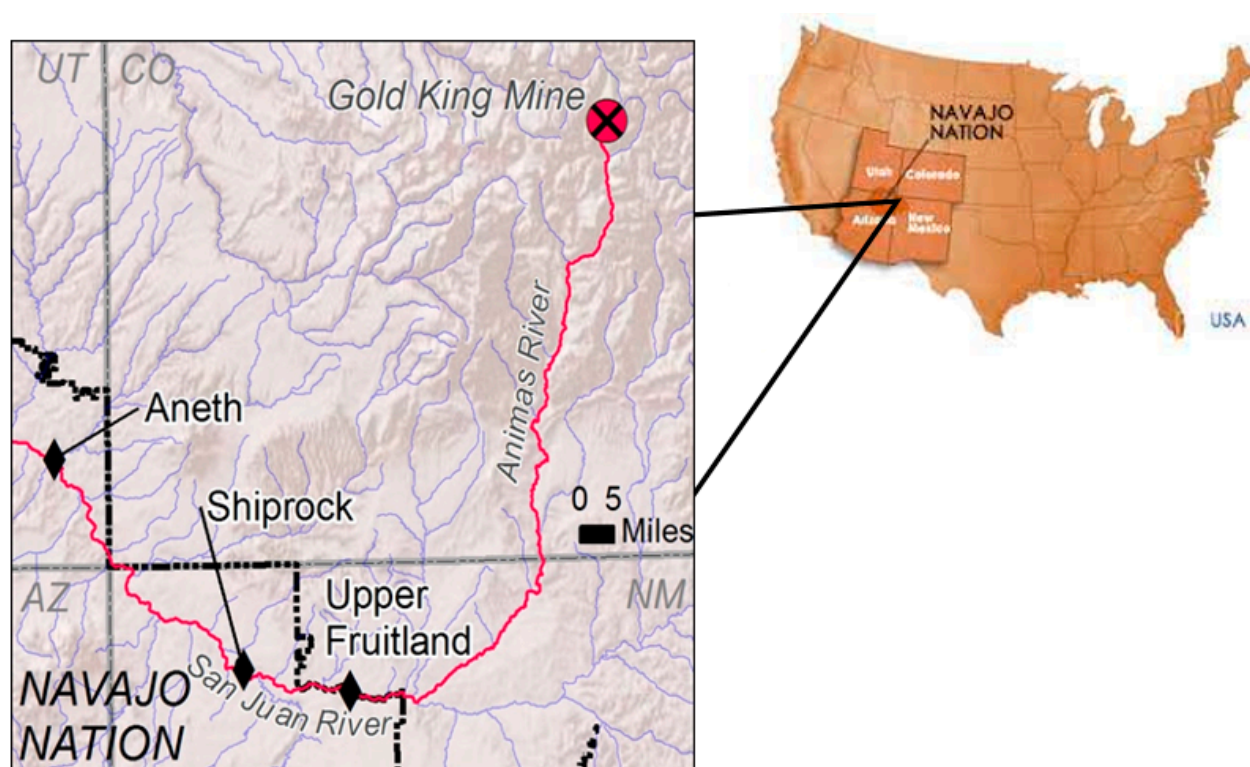 UT CO
Gold King Mine
Animas River
Aneth
Shiprock
0 5
Miles
AZ
NM
Upper
Fruitland
San Juan River
NAVAJO
NATION
NAVAJO
NATION
Utah
Colorado
Arizona
New
Mexico
USA